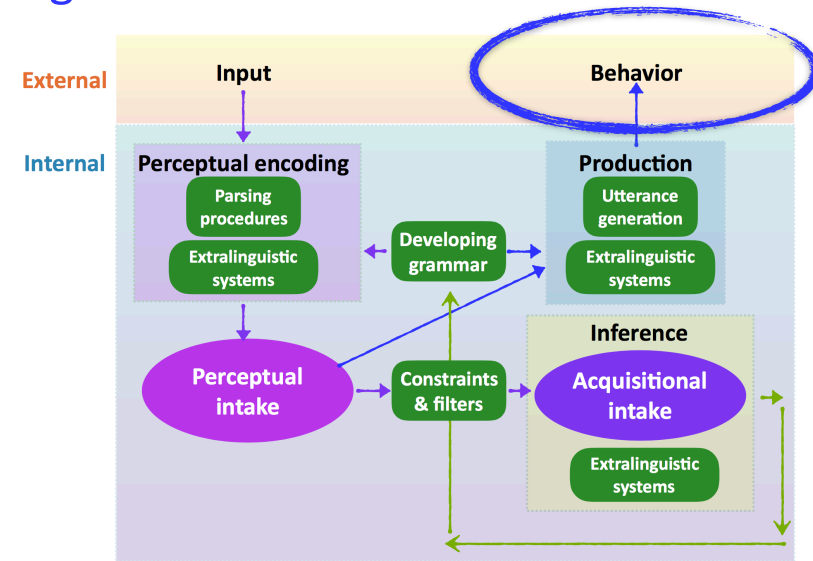 External
Input
Behavior
Internal
Perceptual encoding
Parsing
procedures
Extralinguistic
systems
Developing
grammar
Production
Utterance
generation
Extralinguistic
systems
Perceptual
intake
Constraints
& filters
Inference
Acquisitional
intake
Extralinguistic
systems